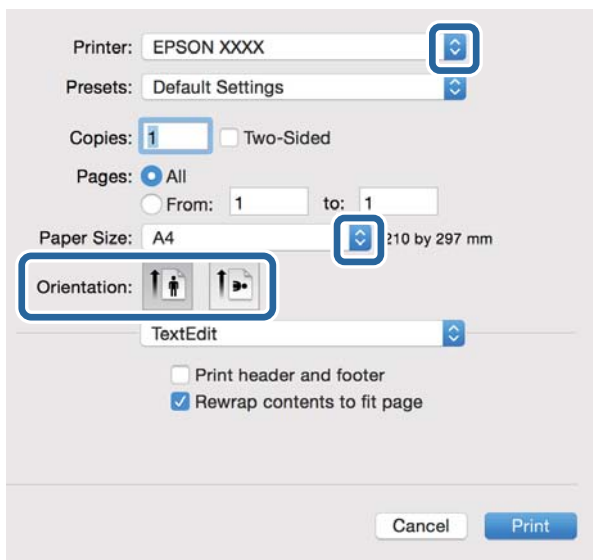 Printer: EPSON XXXX
Presets: Default Settings
Copies: 1 Two-Sided
Pages: All
From: 1 to: 1
Paper Size: A4 210 by 297 mm
Orientation:
TextEdit
Print header and footer
Rewrap contents to fit page
Cancel Print